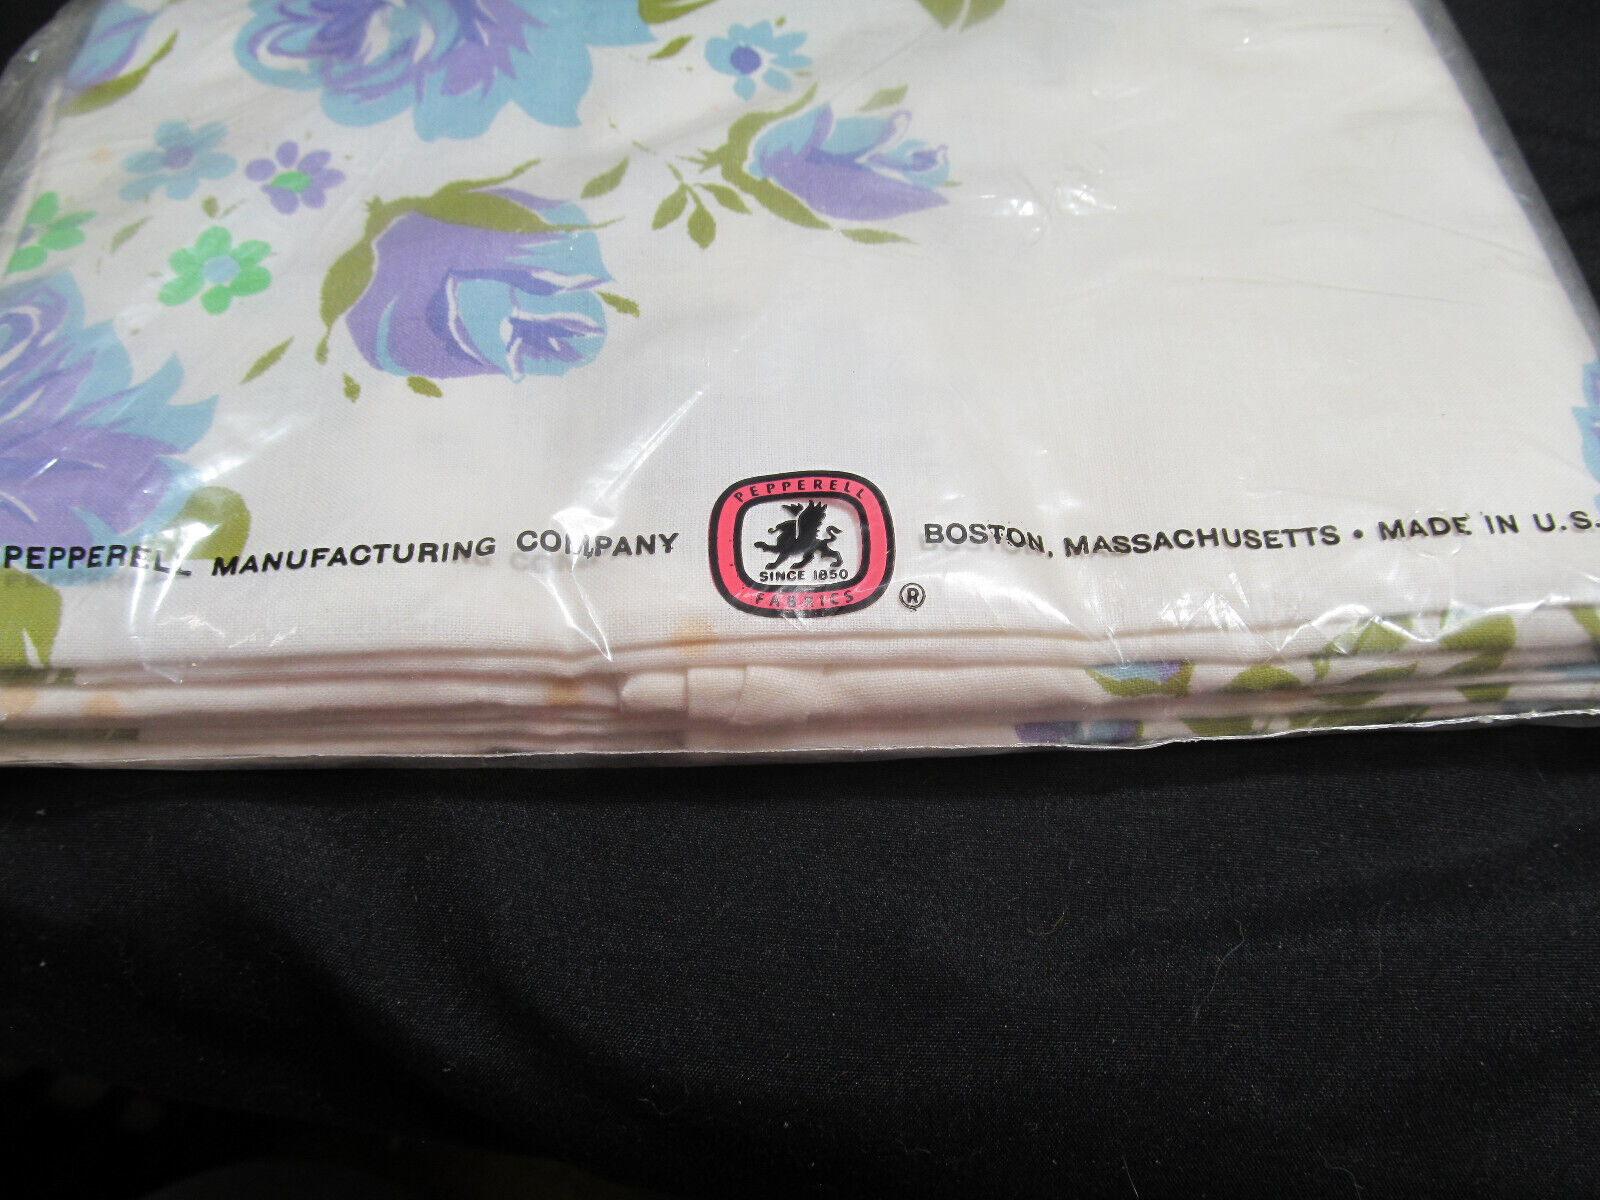 PEPPERELL MANUFACTURING COMPANY
PEPPERELL
SINCE 1850
FABRICS
®
BOSTON, MASSACHUSETTS • MADE IN U.S.